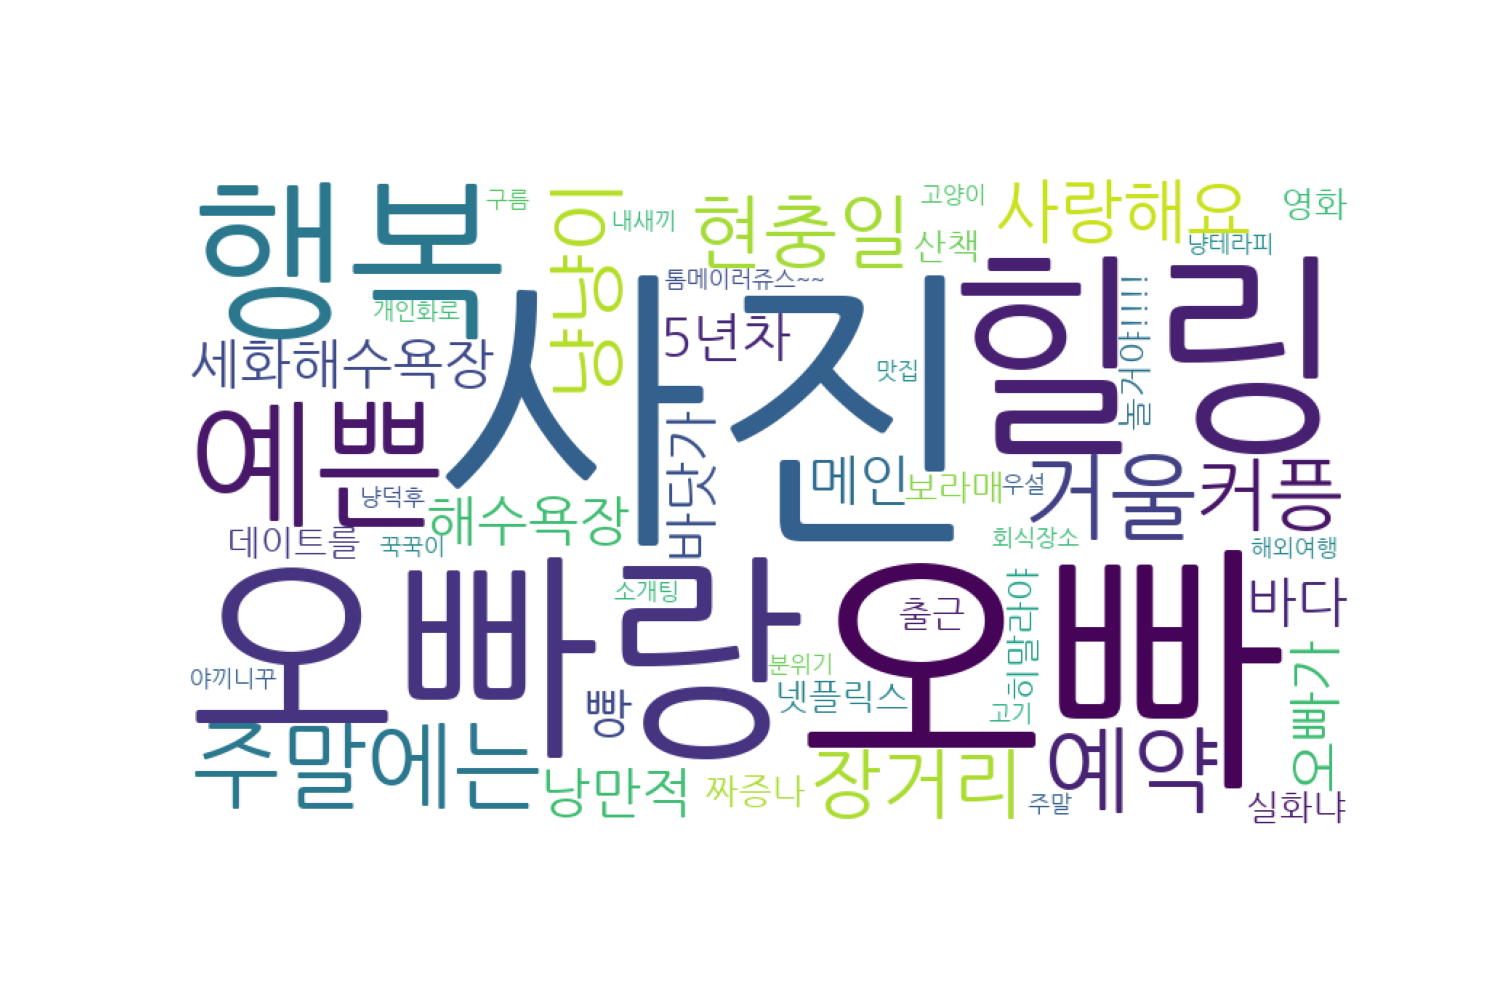 행복
구름
냥냥이
내새끼
현충일
고양이
사랑해요
영화
산책
냥테라피
톰메이러쥬스~~
개인화로
사진
힐링
놀거야!!!!
세화해수욕장
5년차
맛집
예쁜
바닷가
메인
보라매
우설
거울
커픙
냥덕후
해수욕장
데이트를
꾹꾹이
회식장소
해외여행
오빠랑
소개팅
오빠
출근
히말라야
바다
야끼니꾸
분위기
빵
넷플릭스
고기
오빠가
주말에는
낭만적
짜증나
장거리
주말
예약
실화냐